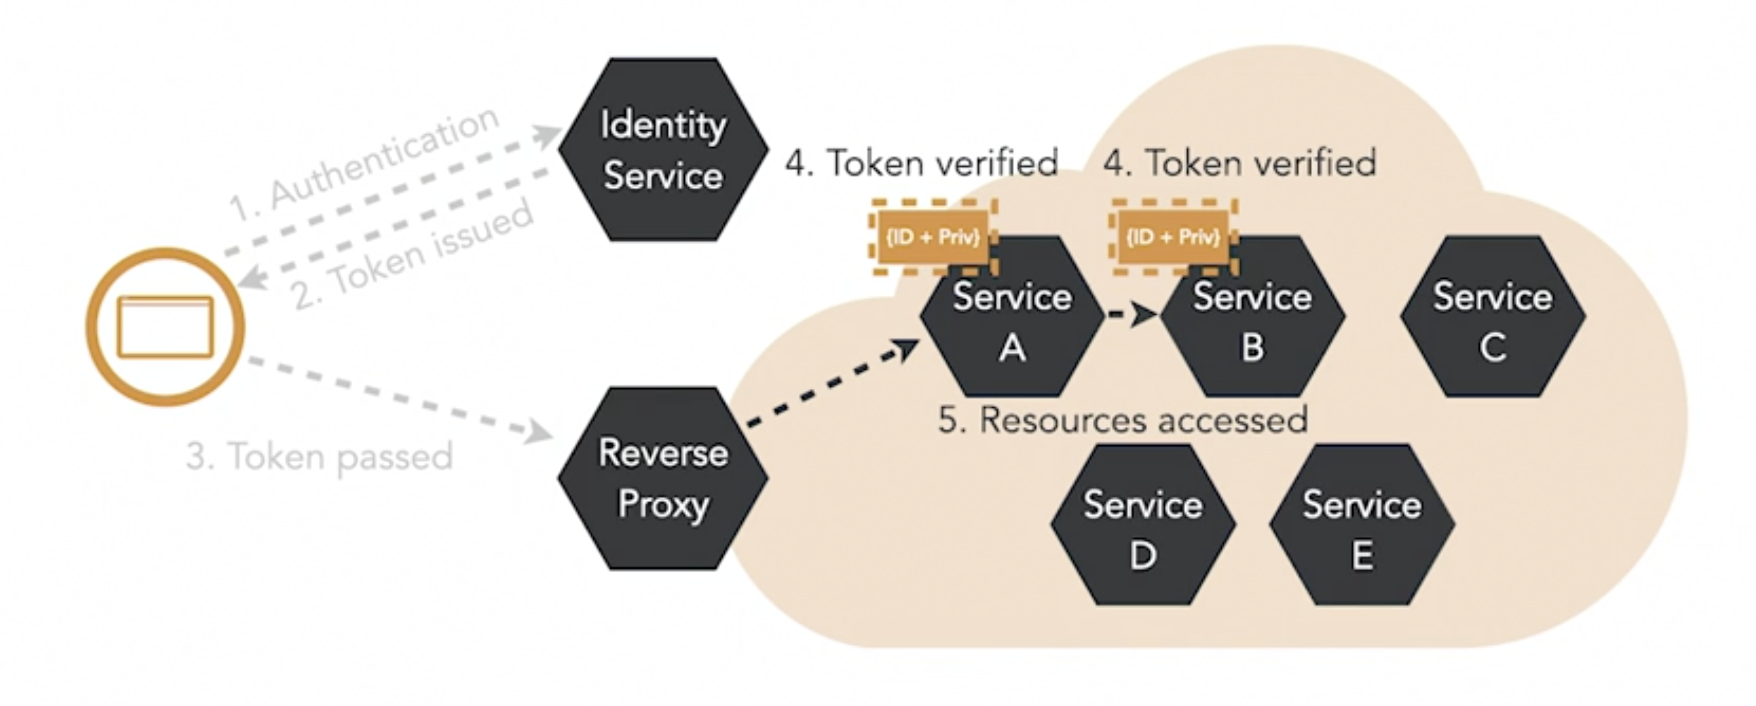 1. Authentication
2. Token issued
3. Token passed
Identity
Service
Reverse
Proxy
4. Token verified
4. Token verified
{ID + Priv}
{ID + Priv}
Service
A
Service
B
Service
C
5. Resources accessed
Service
D
Service
E